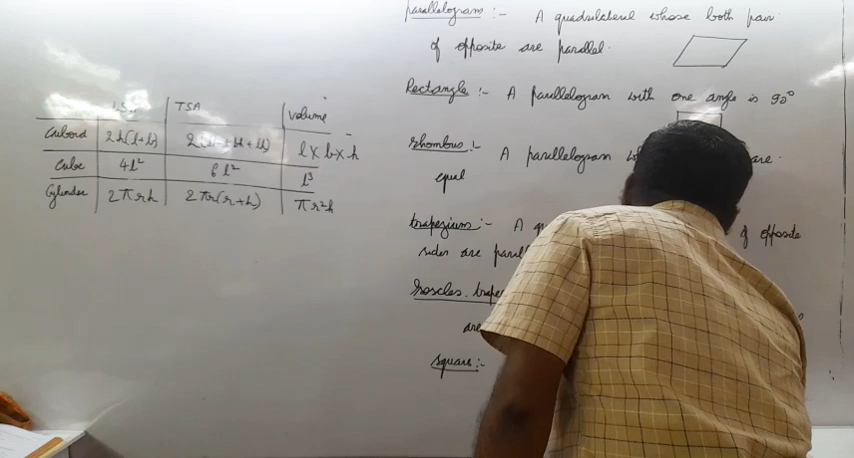 LSA TSA Volume
Cuboid 2h(l+b) l×b×h
Cube 4l² 6l² l³
Cylinder 2πrh 2πr(r+h) πr²h
parallelogram :- A quadrilateral whose both pair
of opposite are parallel.
Rectangle :- A parallelogram with one angle is 90°
Rhombus :- A parallelogram are.
equal
trapezium :- A of opposite
sides are
Isoscles
are
square :-